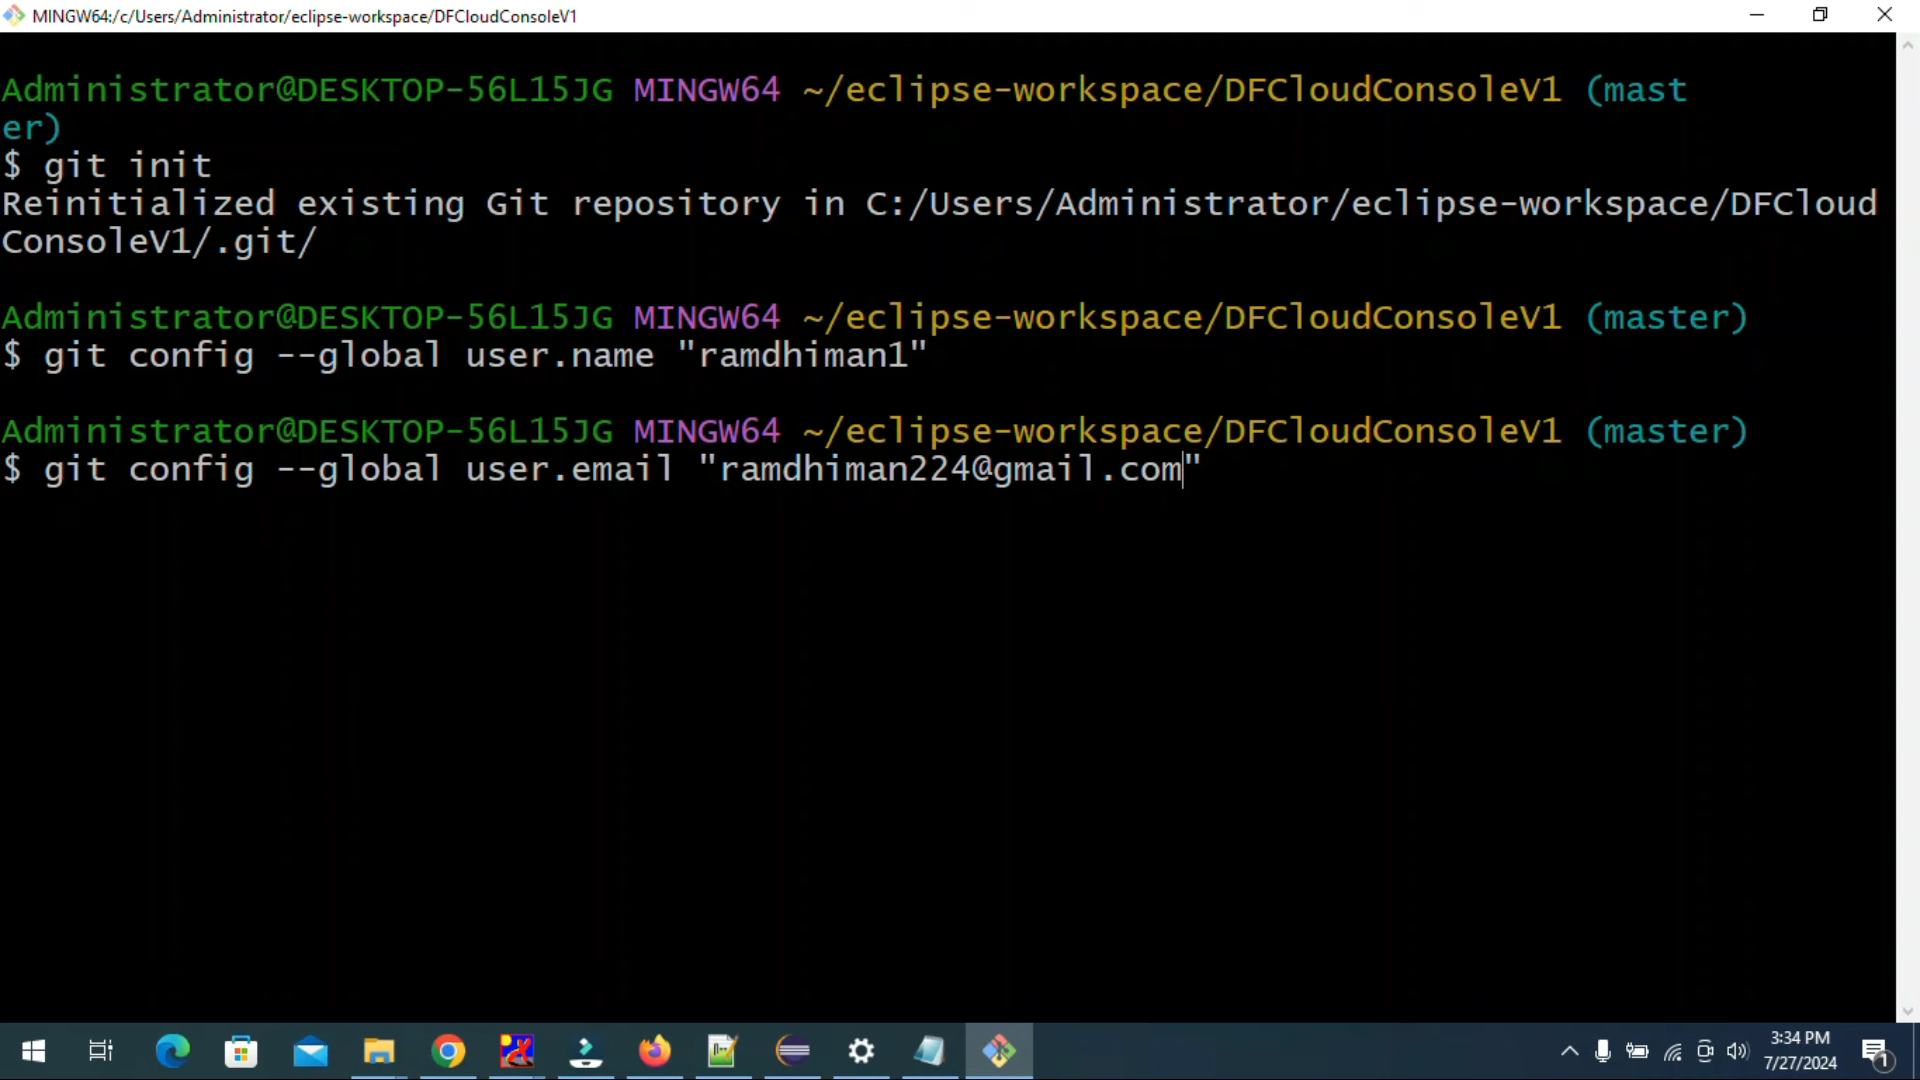 MINGW64:/c/Users/Administrator/eclipse-workspace/DFCloudConsoleV1
Administrator@DESKTOP-56L15JG MINGW64 ~/eclipse-workspace/DFCloudConsoleV1 (mast
er)
$ git init
Reinitialized existing Git repository in C:/Users/Administrator/eclipse-workspace/DFCloud
ConsoleV1/.git/
Administrator@DESKTOP-56L15JG MINGW64 ~/eclipse-workspace/DFCloudConsoleV1 (master)
$ git config --global user.name "ramdhiman1"
Administrator@DESKTOP-56L15JG MINGW64 ~/eclipse-workspace/DFCloudConsoleV1 (master)
$ git config --global user.email "ramdhiman224@gmail.com"
3:34 PM
7/27/2024
1